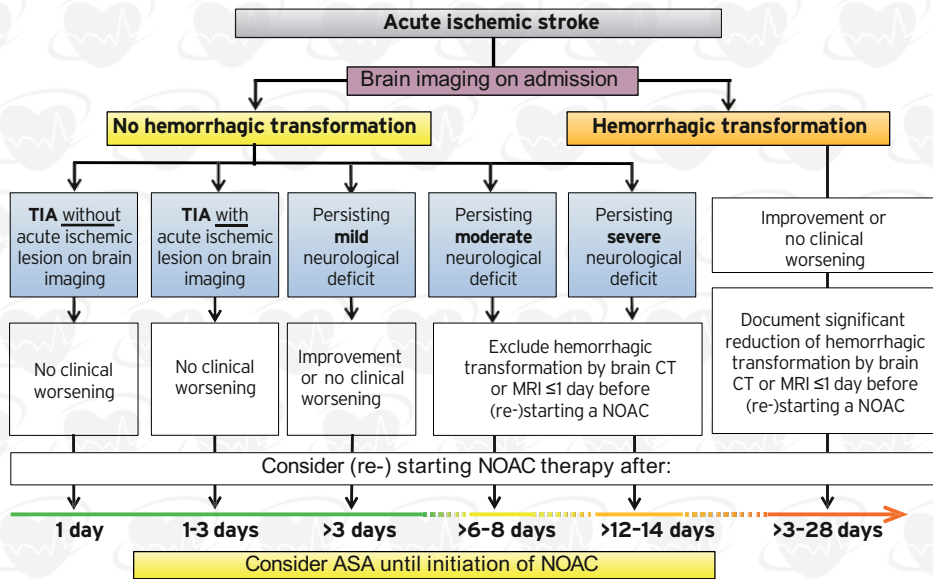 Acute ischemic stroke
Brain imaging on admission
No hemorrhagic transformation
Hemorrhagic transformation
TIA without
acute ischemic
lesion on brain
imaging
TIA with
acute ischemic
lesion on brain
imaging
Persisting
mild
neurological
deficit
Persisting
moderate
neurological
deficit
Persisting
severe
neurological
deficit
Improvement or
no clinical
worsening
No clinical
worsening
No clinical
worsening
Improvement
or no clinical
worsening
Exclude hemorrhagic
transformation by brain CT
or MRI ≤1 day before
(re-)starting a NOAC
Document significant
reduction of hemorrhagic
transformation by brain
CT or MRI ≤1 day before
(re-)starting a NOAC
Consider (re-) starting NOAC therapy after:
1 day
1-3 days
>3 days
>6-8 days
>12-14 days
>3-28 days
Consider ASA until initiation of NOAC